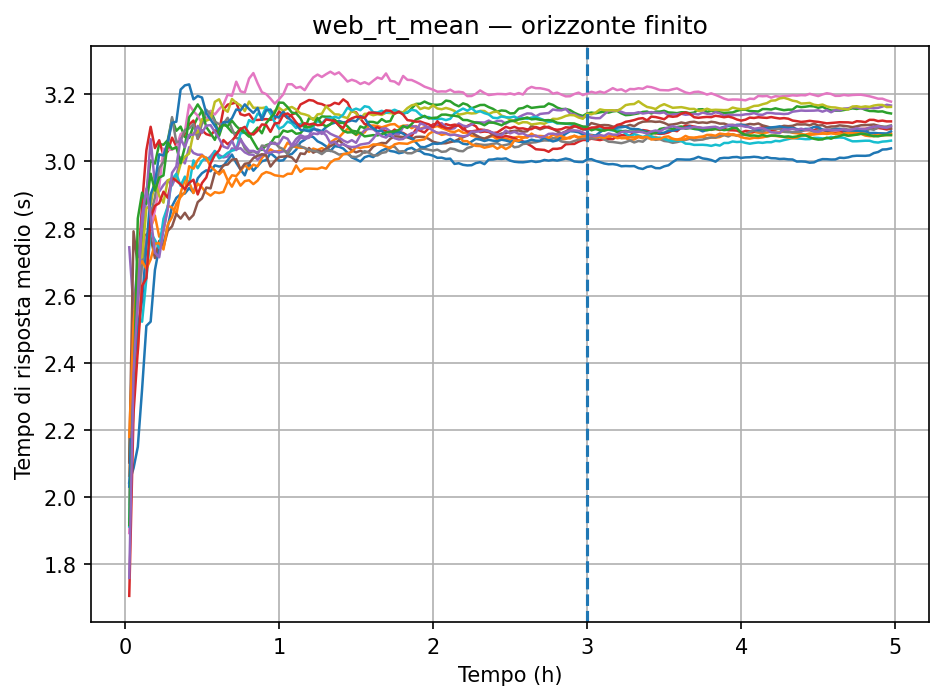 web_rt_mean — orizzonte finito
Tempo di risposta medio (s)
3.2
3.0
2.8
2.6
2.4
2.2
2.0
1.8
0 1 2 3 4 5
Tempo (h)